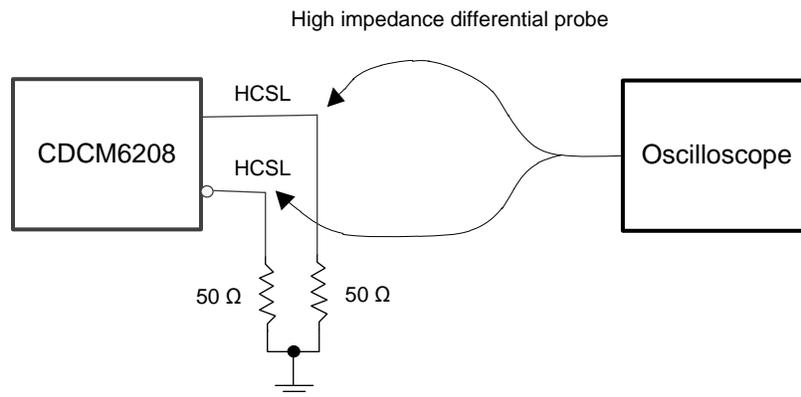 High impedance differential probe
HCSL
CDCM6208
Oscilloscope
HCSL
50 Ω
50 Ω